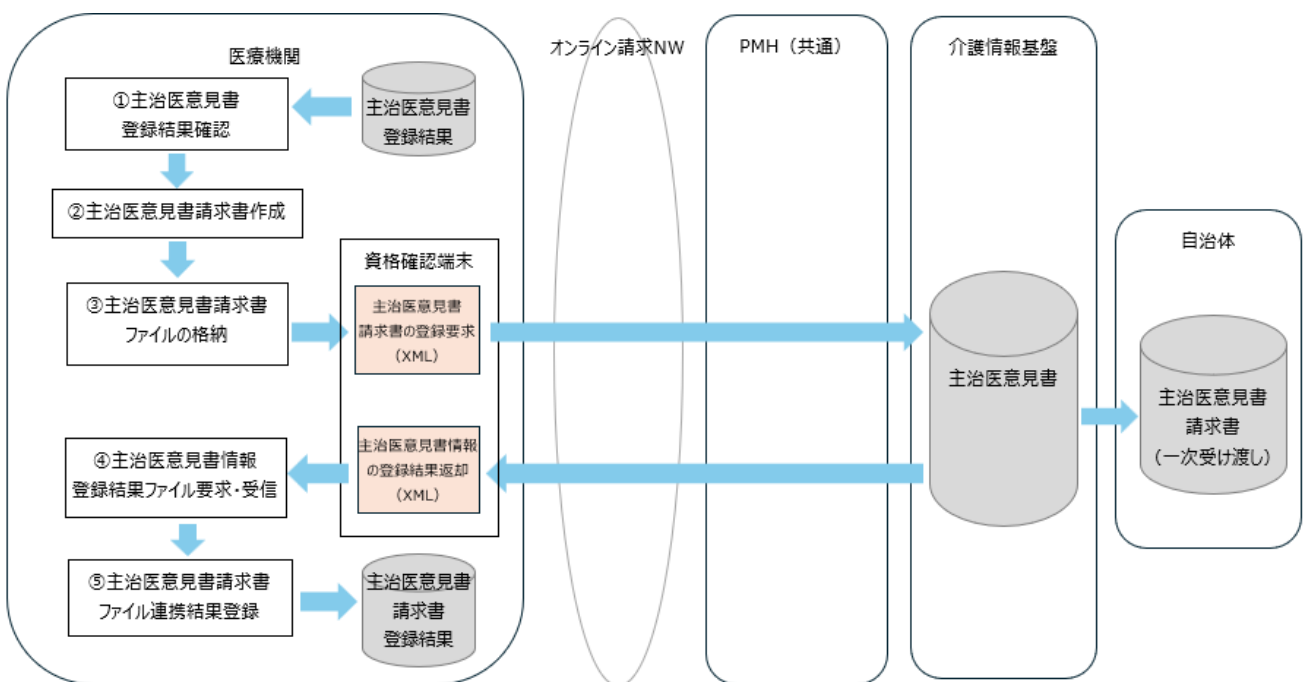 医療機関
オンライン請求NW
PMH（共通）
介護情報基盤
自治体
①主治医意見書
登録結果確認
主治医意見書
登録結果
②主治医意見書請求書作成
資格確認端末
③主治医意見書請求書
ファイルの格納
主治医意見書
請求書の登録要求
（XML）
主治医意見書
主治医意見書
請求書
（一次受け渡し）
④主治医意見書情報
登録結果ファイル要求・受信
主治医意見書情報
の登録結果返却
（XML）
⑤主治医意見書請求書
ファイル連携結果登録
主治医意見書
請求書
登録結果